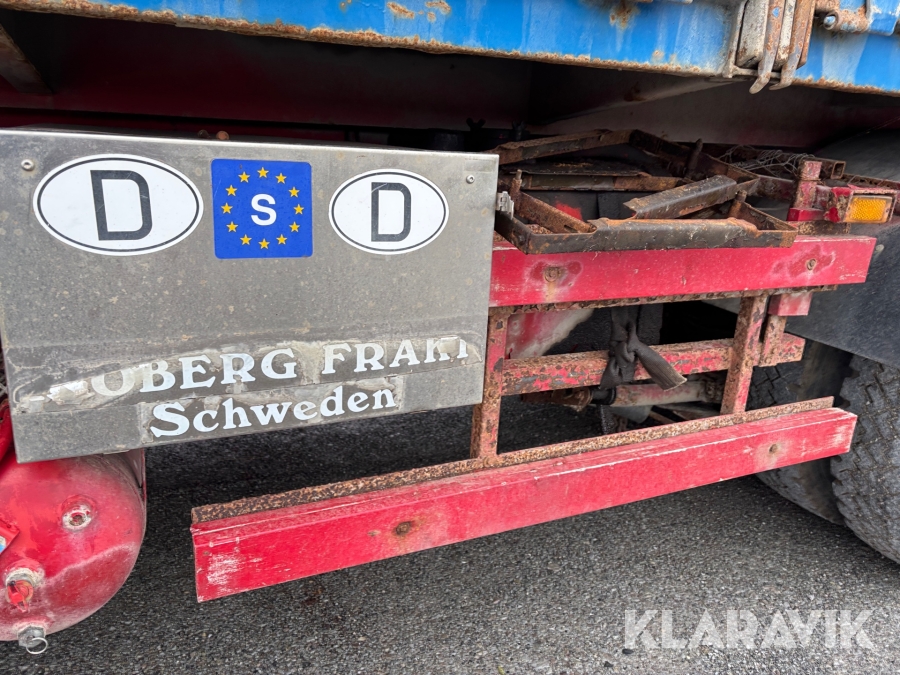 D S D
OBERG FRAKT
Schweden
KLARAVIK